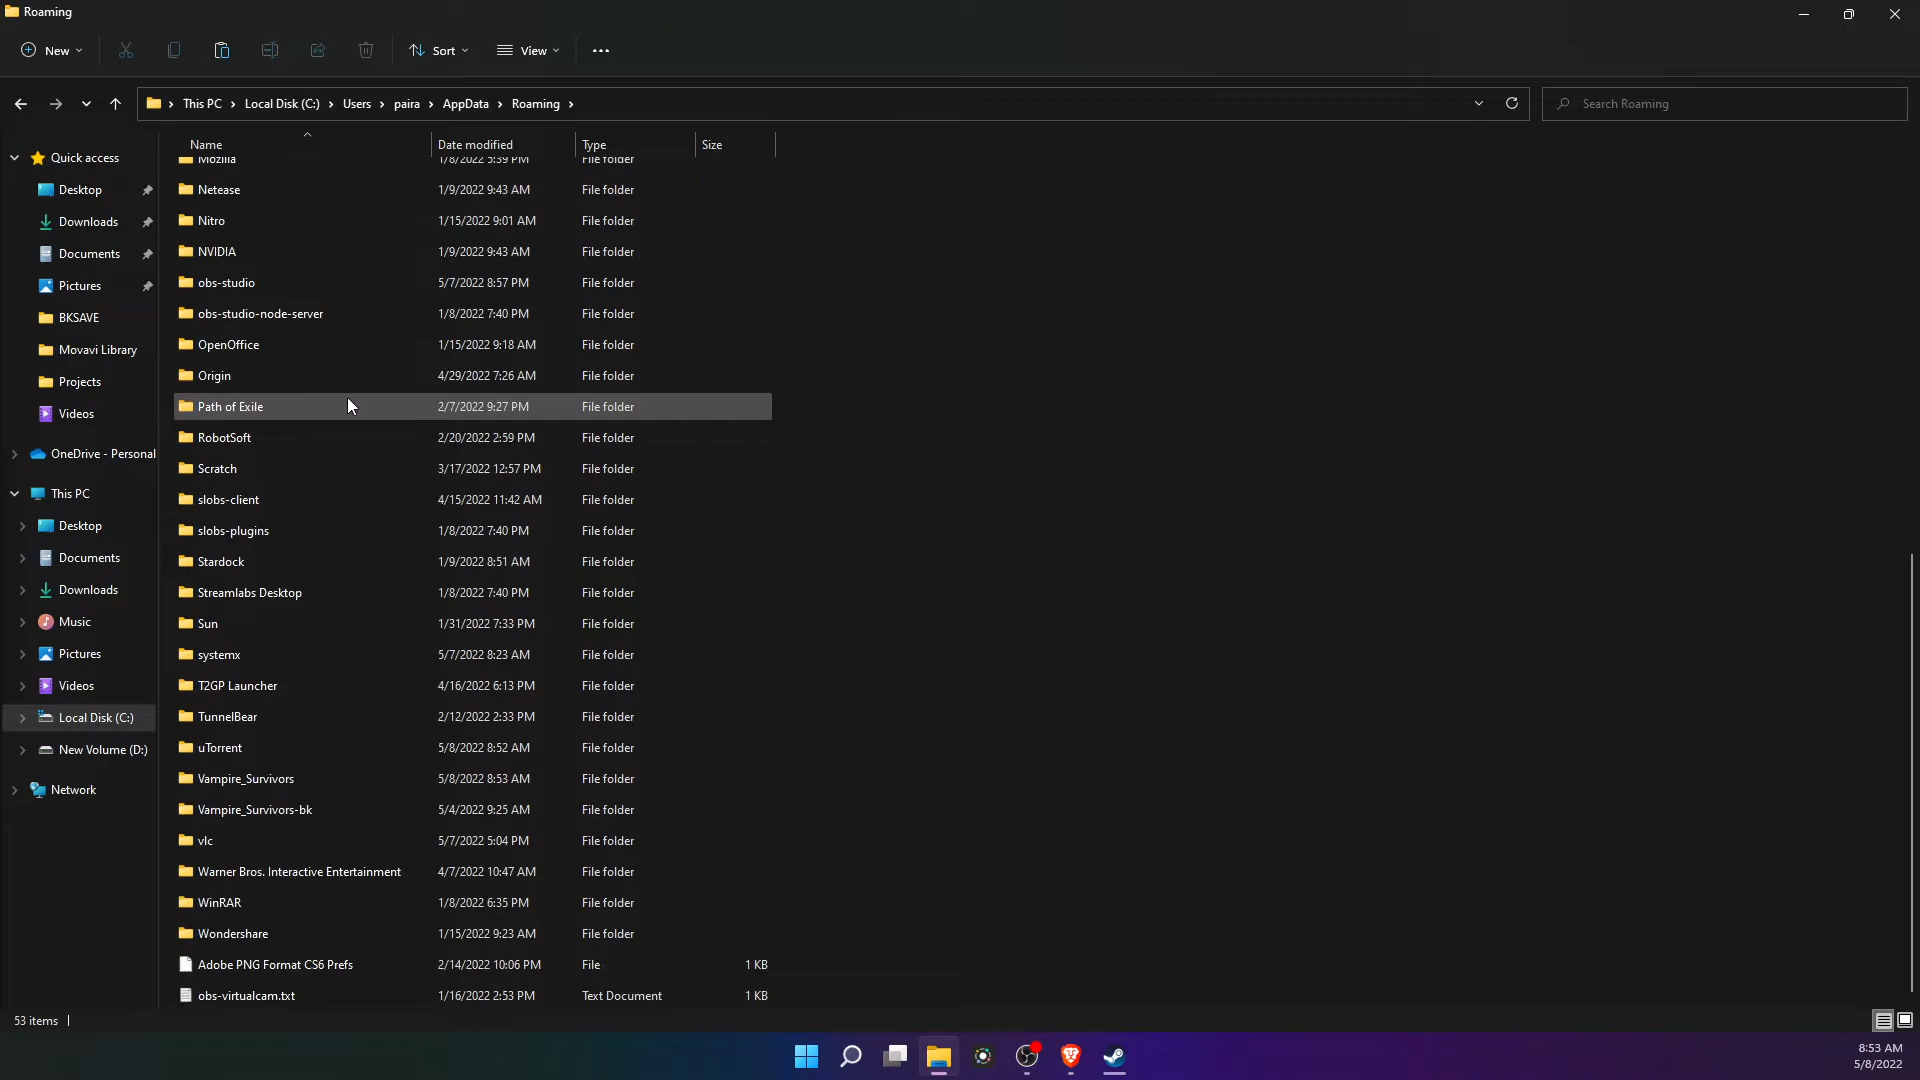 Roaming
New
Sort
View
This PC > Local Disk (C:) > Users > paira > AppData > Roaming >
Search Roaming
Name Date modified Type Size
Quick access
Desktop
Downloads
Documents
Pictures
BKSAVE
Movavi Library
Projects
Videos
OneDrive - Personal
This PC
Desktop
Documents
Downloads
Music
Pictures
Videos
Local Disk (C:)
New Volume (D:)
Network
Mozilla 1/8/2022 5:39 PM File folder
Netease 1/9/2022 9:43 AM File folder
Nitro 1/15/2022 9:01 AM File folder
NVIDIA 1/9/2022 9:43 AM File folder
obs-studio 5/7/2022 8:57 PM File folder
obs-studio-node-server 1/8/2022 7:40 PM File folder
OpenOffice 1/15/2022 9:18 AM File folder
Origin 4/29/2022 7:26 AM File folder
Path of Exile 2/7/2022 9:27 PM File folder
RobotSoft 2/20/2022 2:59 PM File folder
Scratch 3/17/2022 12:57 PM File folder
slobs-client 4/15/2022 11:42 AM File folder
slobs-plugins 1/8/2022 7:40 PM File folder
Stardock 1/9/2022 8:51 AM File folder
Streamlabs Desktop 1/8/2022 7:40 PM File folder
Sun 1/31/2022 7:33 PM File folder
systemx 5/7/2022 8:23 AM File folder
T2GP Launcher 4/16/2022 6:13 PM File folder
TunnelBear 2/12/2022 2:33 PM File folder
uTorrent 5/8/2022 8:52 AM File folder
Vampire_Survivors 5/8/2022 8:53 AM File folder
Vampire_Survivors-bk 5/4/2022 9:25 AM File folder
vlc 5/7/2022 5:04 PM File folder
Warner Bros. Interactive Entertainment 4/7/2022 10:47 AM File folder
WinRAR 1/8/2022 6:35 PM File folder
Wondershare 1/15/2022 9:23 AM File folder
Adobe PNG Format CS6 Prefs 2/14/2022 10:06 PM File 1 KB
obs-virtualcam.txt 1/16/2022 2:53 PM Text Document 1 KB
53 items
8:53 AM
5/8/2022